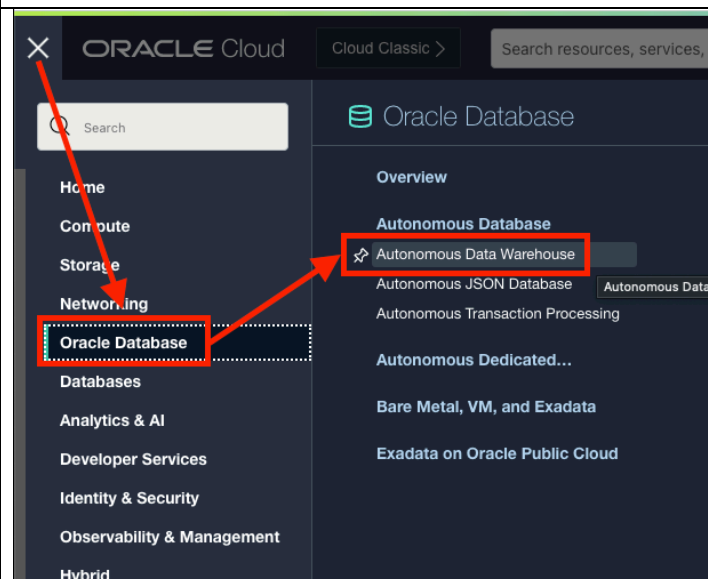 ORACLE Cloud
Cloud Classic >
Search resources, services,
Search
Home
Compute
Storage
Networking
Oracle Database
Databases
Analytics & AI
Developer Services
Identity & Security
Observability & Management
Hybrid
Oracle Database
Overview
Autonomous Database
Autonomous Data Warehouse
Autonomous JSON Database
Autonomous Data
Autonomous Transaction Processing
Autonomous Dedicated...
Bare Metal, VM, and Exadata
Exadata on Oracle Public Cloud